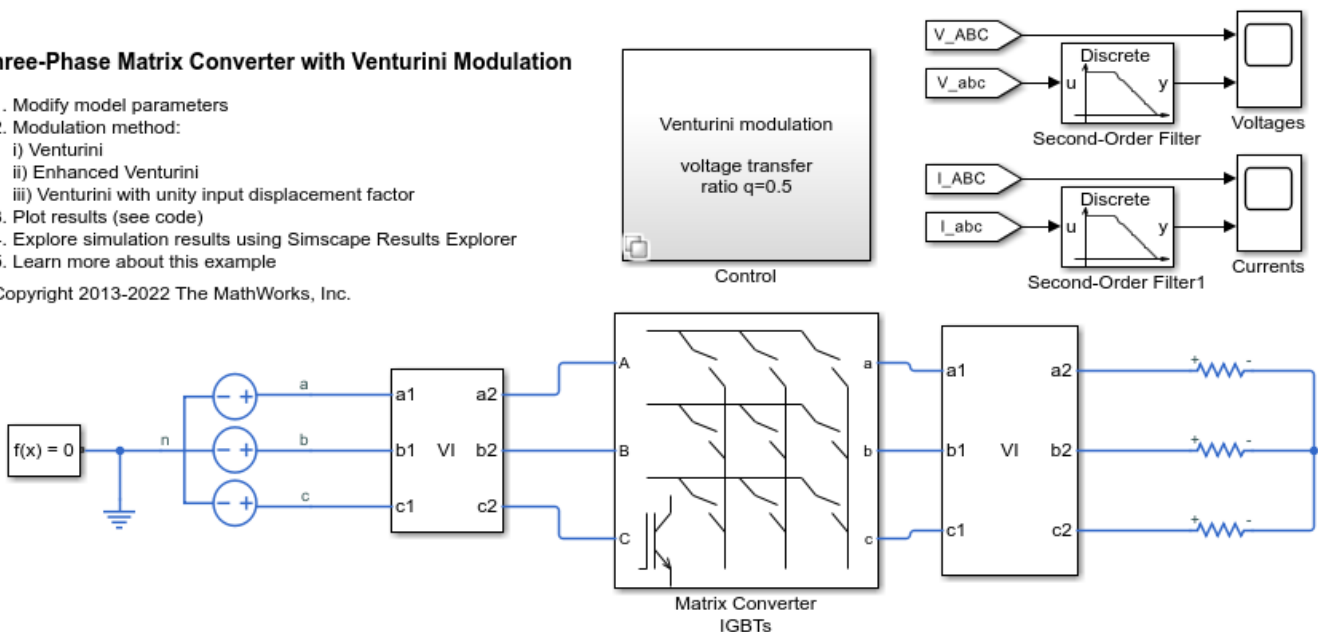 hree-Phase Matrix Converter with Venturini Modulation
. Modify model parameters
2. Modulation method:
i) Venturini
ii) Enhanced Venturini
iii) Venturini with unity input displacement factor
. Plot results (see code)
. Explore simulation results using Simscape Results Explorer
. Learn more about this example
Copyright 2013-2022 The MathWorks, Inc.
Venturini modulation
voltage transfer
ratio q=0.5
Control
V_ABC
V_abc
Discrete
u y
Second-Order Filter
Voltages
I_ABC
I_abc
Discrete
u y
Second-Order Filter1
Currents
f(x) = 0
n
a
b
c
a1 a2
b1 VI b2
c1 c2
A a
B b
C c
Matrix Converter
IGBTs
a1 a2
b1 VI b2
c1 c2
+ -
+ -
+ -
- +
- +
- +